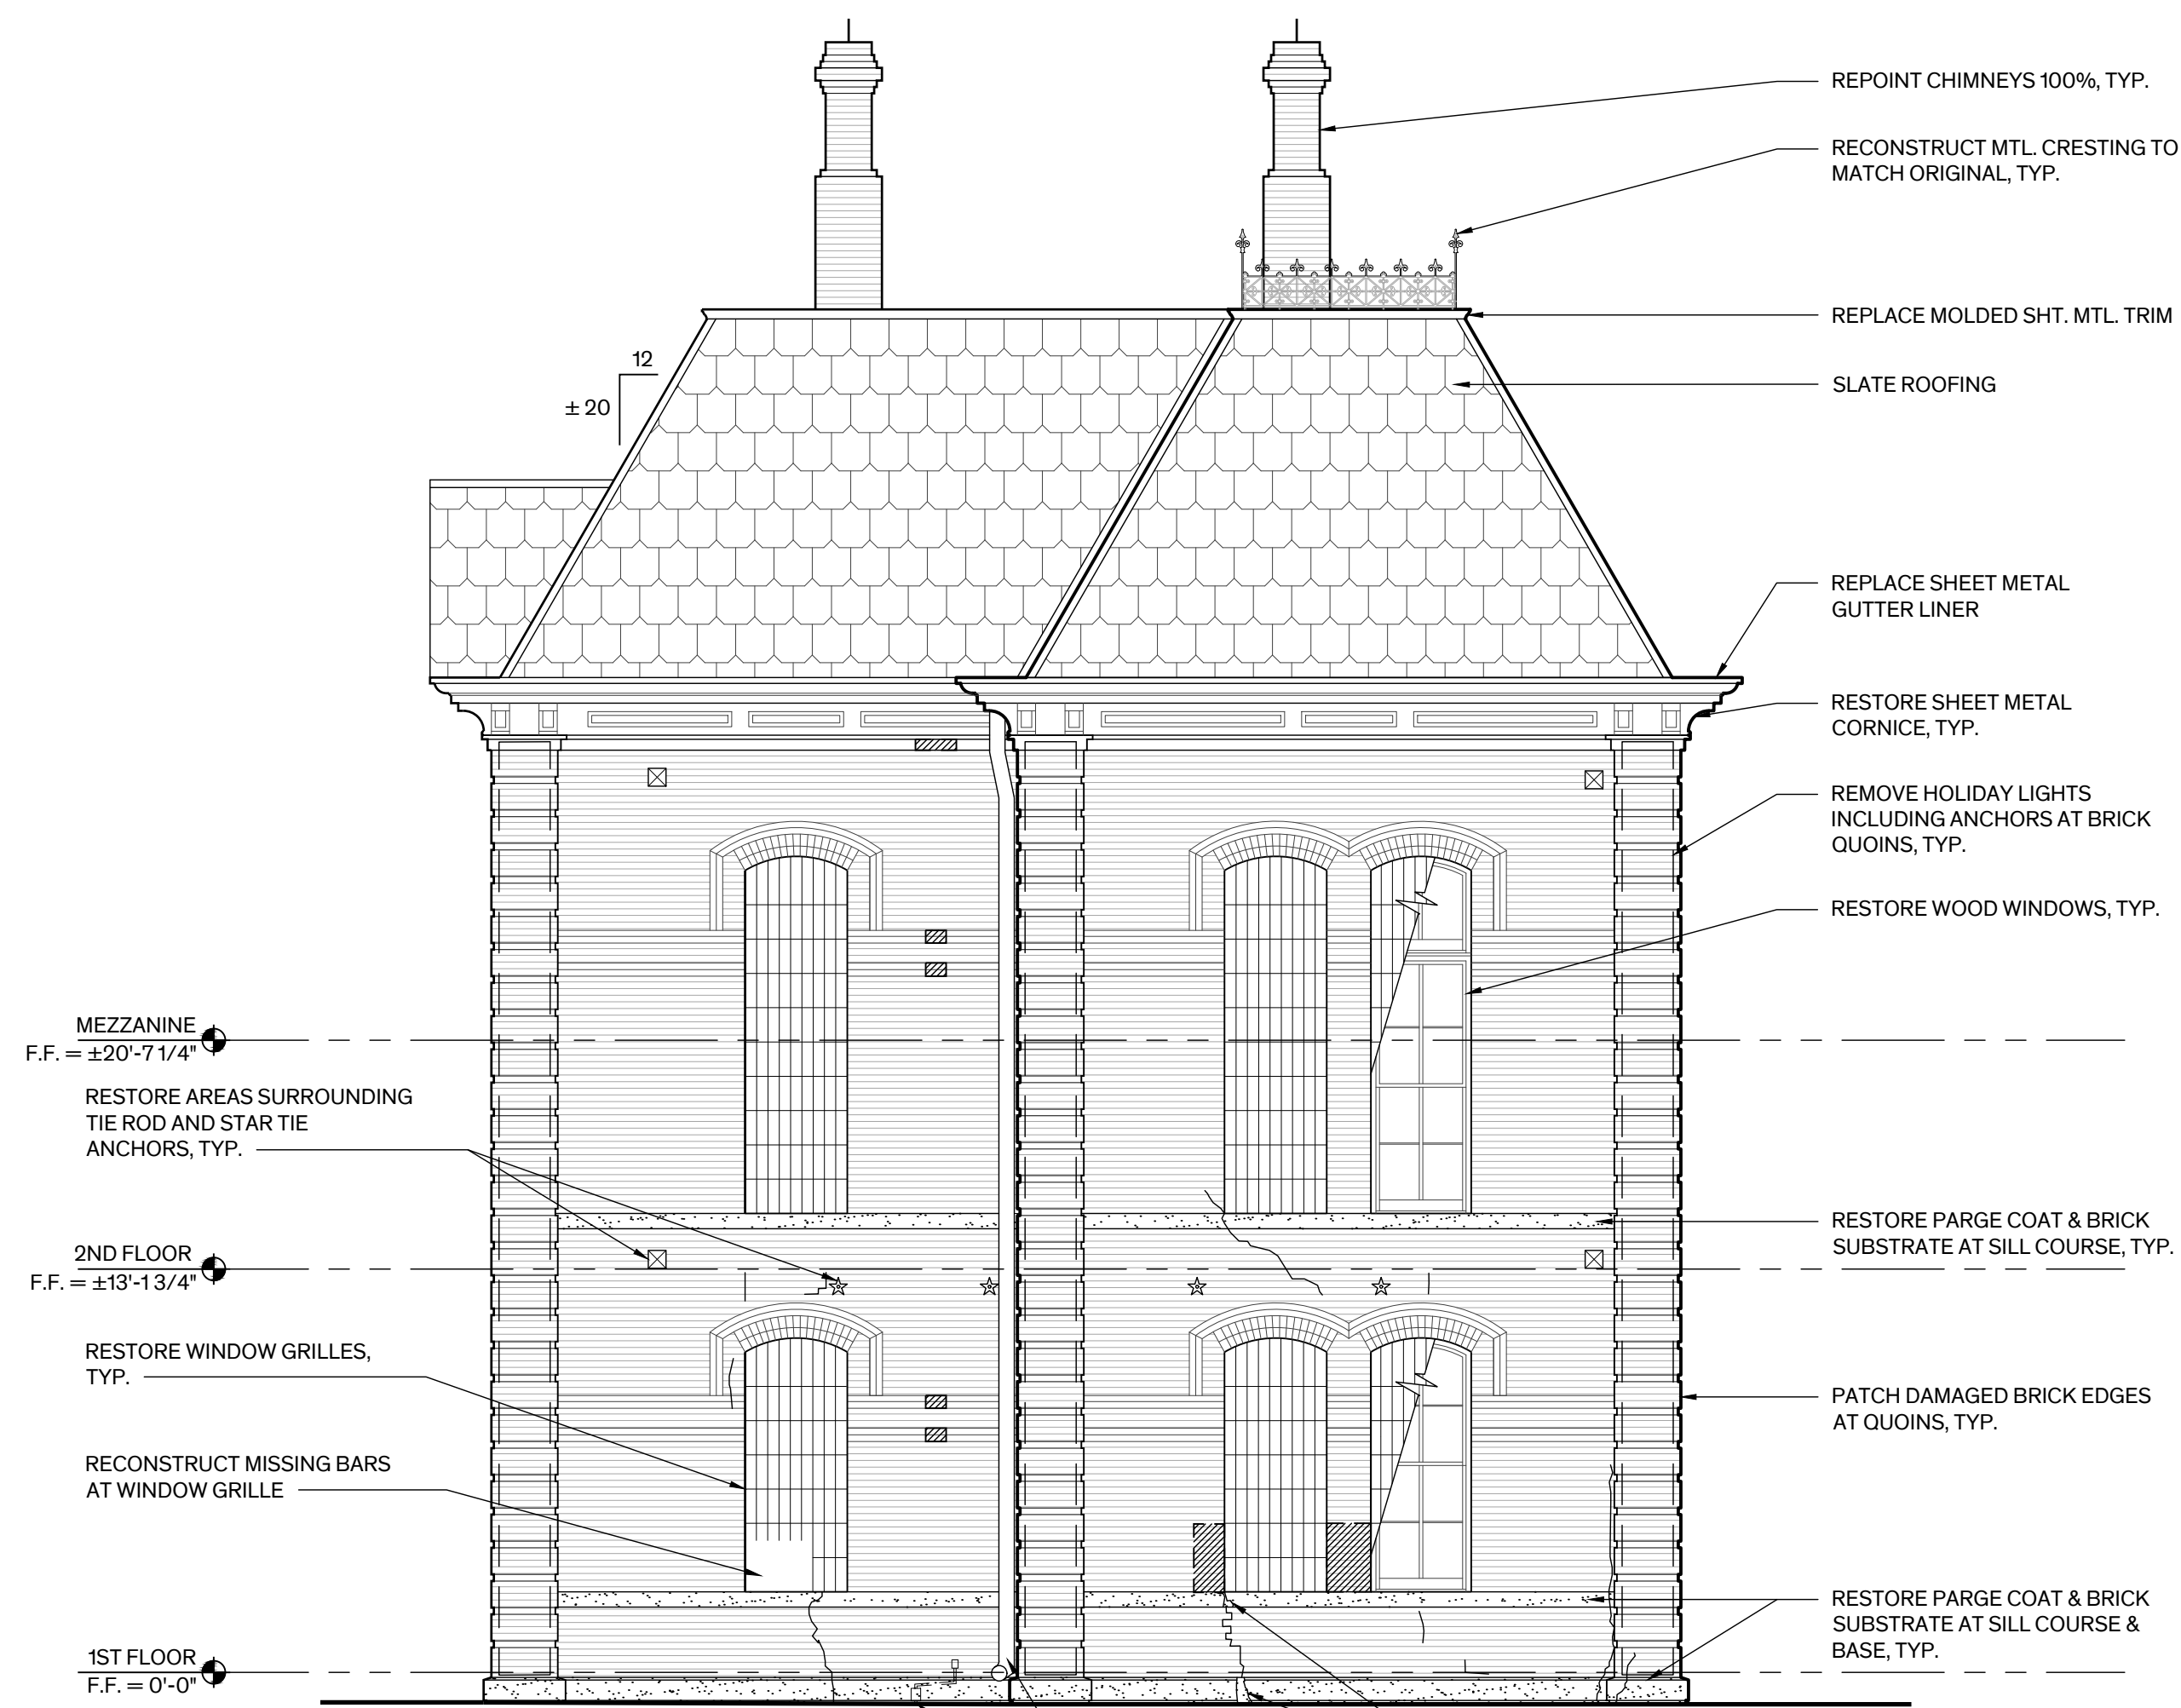 REPOINT CHIMNEYS 100%, TYP.
RECONSTRUCT MTL. CRESTING TO
MATCH ORIGINAL, TYP.
REPLACE MOLDED SHT. MTL. TRIM
12
± 20
SLATE ROOFING
REPLACE SHEET METAL
GUTTER LINER
RESTORE SHEET METAL
CORNICE, TYP.
REMOVE HOLIDAY LIGHTS
INCLUDING ANCHORS AT BRICK
QUOINS, TYP.
RESTORE WOOD WINDOWS, TYP.
MEZZANINE
F.F. = ±20'-7 1/4"
RESTORE AREAS SURROUNDING
TIE ROD AND STAR TIE
ANCHORS, TYP.
RESTORE PARGE COAT & BRICK
SUBSTRATE AT SILL COURSE, TYP.
2ND FLOOR
F.F. = ±13'-1 3/4"
RESTORE WINDOW GRILLES,
TYP.
PATCH DAMAGED BRICK EDGES
AT QUOINS, TYP.
RECONSTRUCT MISSING BARS
AT WINDOW GRILLE
RESTORE PARGE COAT & BRICK
SUBSTRATE AT SILL COURSE &
BASE, TYP.
1ST FLOOR
F.F. = 0'-0"